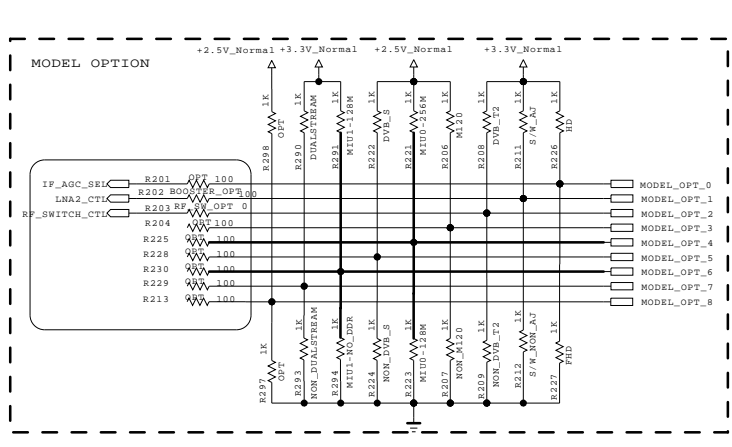 +2.5V_Normal +3.3V_Normal +2.5V_Normal +3.3V_Normal
MODEL OPTION
1K 1K 1K 1K 1K 1K 1K 1K 1K
OPT DUALSTREAM MIU1-128M DVB_S MIU0-256M M120 DVB_T2 S/W_AJ HD
R298 R290 R291 R222 R221 R206 R208 R211 R226
IF_AGC_SEL R201 OPT 100 MODEL_OPT_0
LNA2_CTL R202 BOOSTER_OPT 100 MODEL_OPT_1
RF_SWITCH_CTL R203 RF_SW_OPT 0 MODEL_OPT_2
R204 OPT 100 MODEL_OPT_3
R225 OPT 100 MODEL_OPT_4
R228 OPT 100 MODEL_OPT_5
R230 OPT 100 MODEL_OPT_6
R229 OPT 100 MODEL_OPT_7
R213 OPT 100 MODEL_OPT_8
1K 1K 1K 1K 1K 1K 1K 1K 1K
OPT NON_DUALSTREAM MIU1-NO_DDR NON_DVB_S MIU0-128M NON_M120 NON_DVB_T2 S/W_NON_AJ FHD
R297 R293 R294 R224 R223 R207 R209 R212 R227